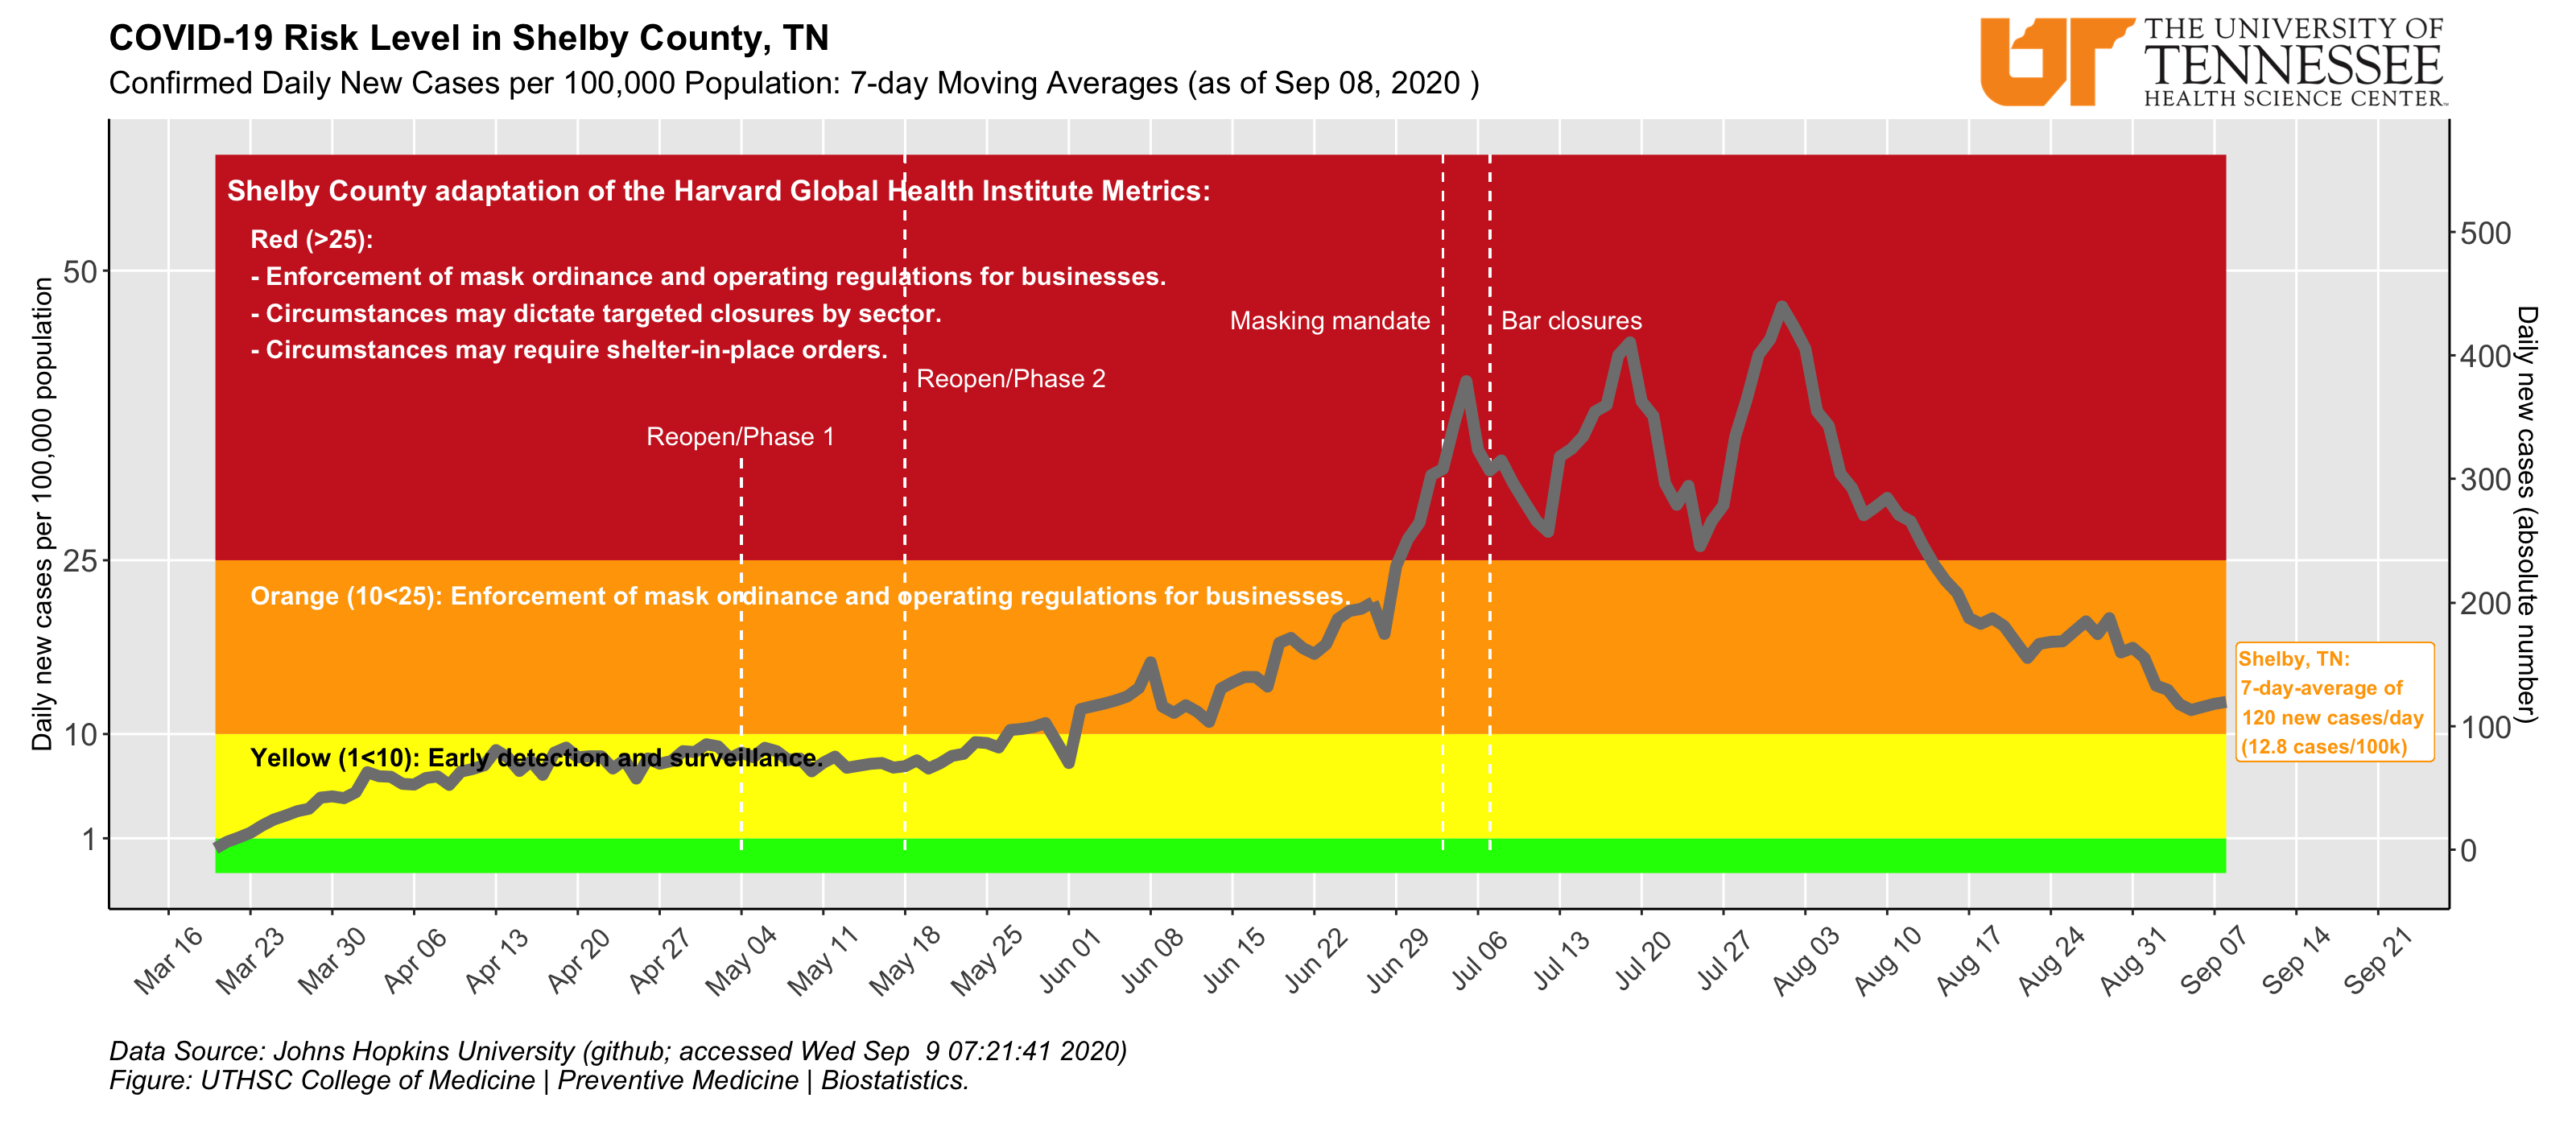 COVID-19 Risk Level in Shelby County, TN
Confirmed Daily New Cases per 100,000 Population: 7-day Moving Averages (as of Sep 08, 2020 )
UT
THE UNIVERSITY OF
TENNESSEE
HEALTH SCIENCE CENTER™
Shelby County adaptation of the Harvard Global Health Institute Metrics:
Red (>25):
- Enforcement of mask ordinance and operating regulations for businesses.
- Circumstances may dictate targeted closures by sector.
- Circumstances may require shelter-in-place orders.
Masking mandate
Bar closures
Reopen/Phase 2
Reopen/Phase 1
Orange (10<25): Enforcement of mask ordinance and operating regulations for businesses.
Yellow (1<10): Early detection and surveillance.
Shelby, TN:
7-day-average of
120 new cases/day
(12.8 cases/100k)
Daily new cases per 100,000 population
50
25
10
1
Daily new cases (absolute number)
500
400
300
200
100
0
Mar 16
Mar 23
Mar 30
Apr 06
Apr 13
Apr 20
Apr 27
May 04
May 11
May 18
May 25
Jun 01
Jun 08
Jun 15
Jun 22
Jun 29
Jul 06
Jul 13
Jul 20
Jul 27
Aug 03
Aug 10
Aug 17
Aug 24
Aug 31
Sep 07
Sep 14
Sep 21
Data Source: Johns Hopkins University (github; accessed Wed Sep  9 07:21:41 2020)
Figure: UTHSC College of Medicine | Preventive Medicine | Biostatistics.